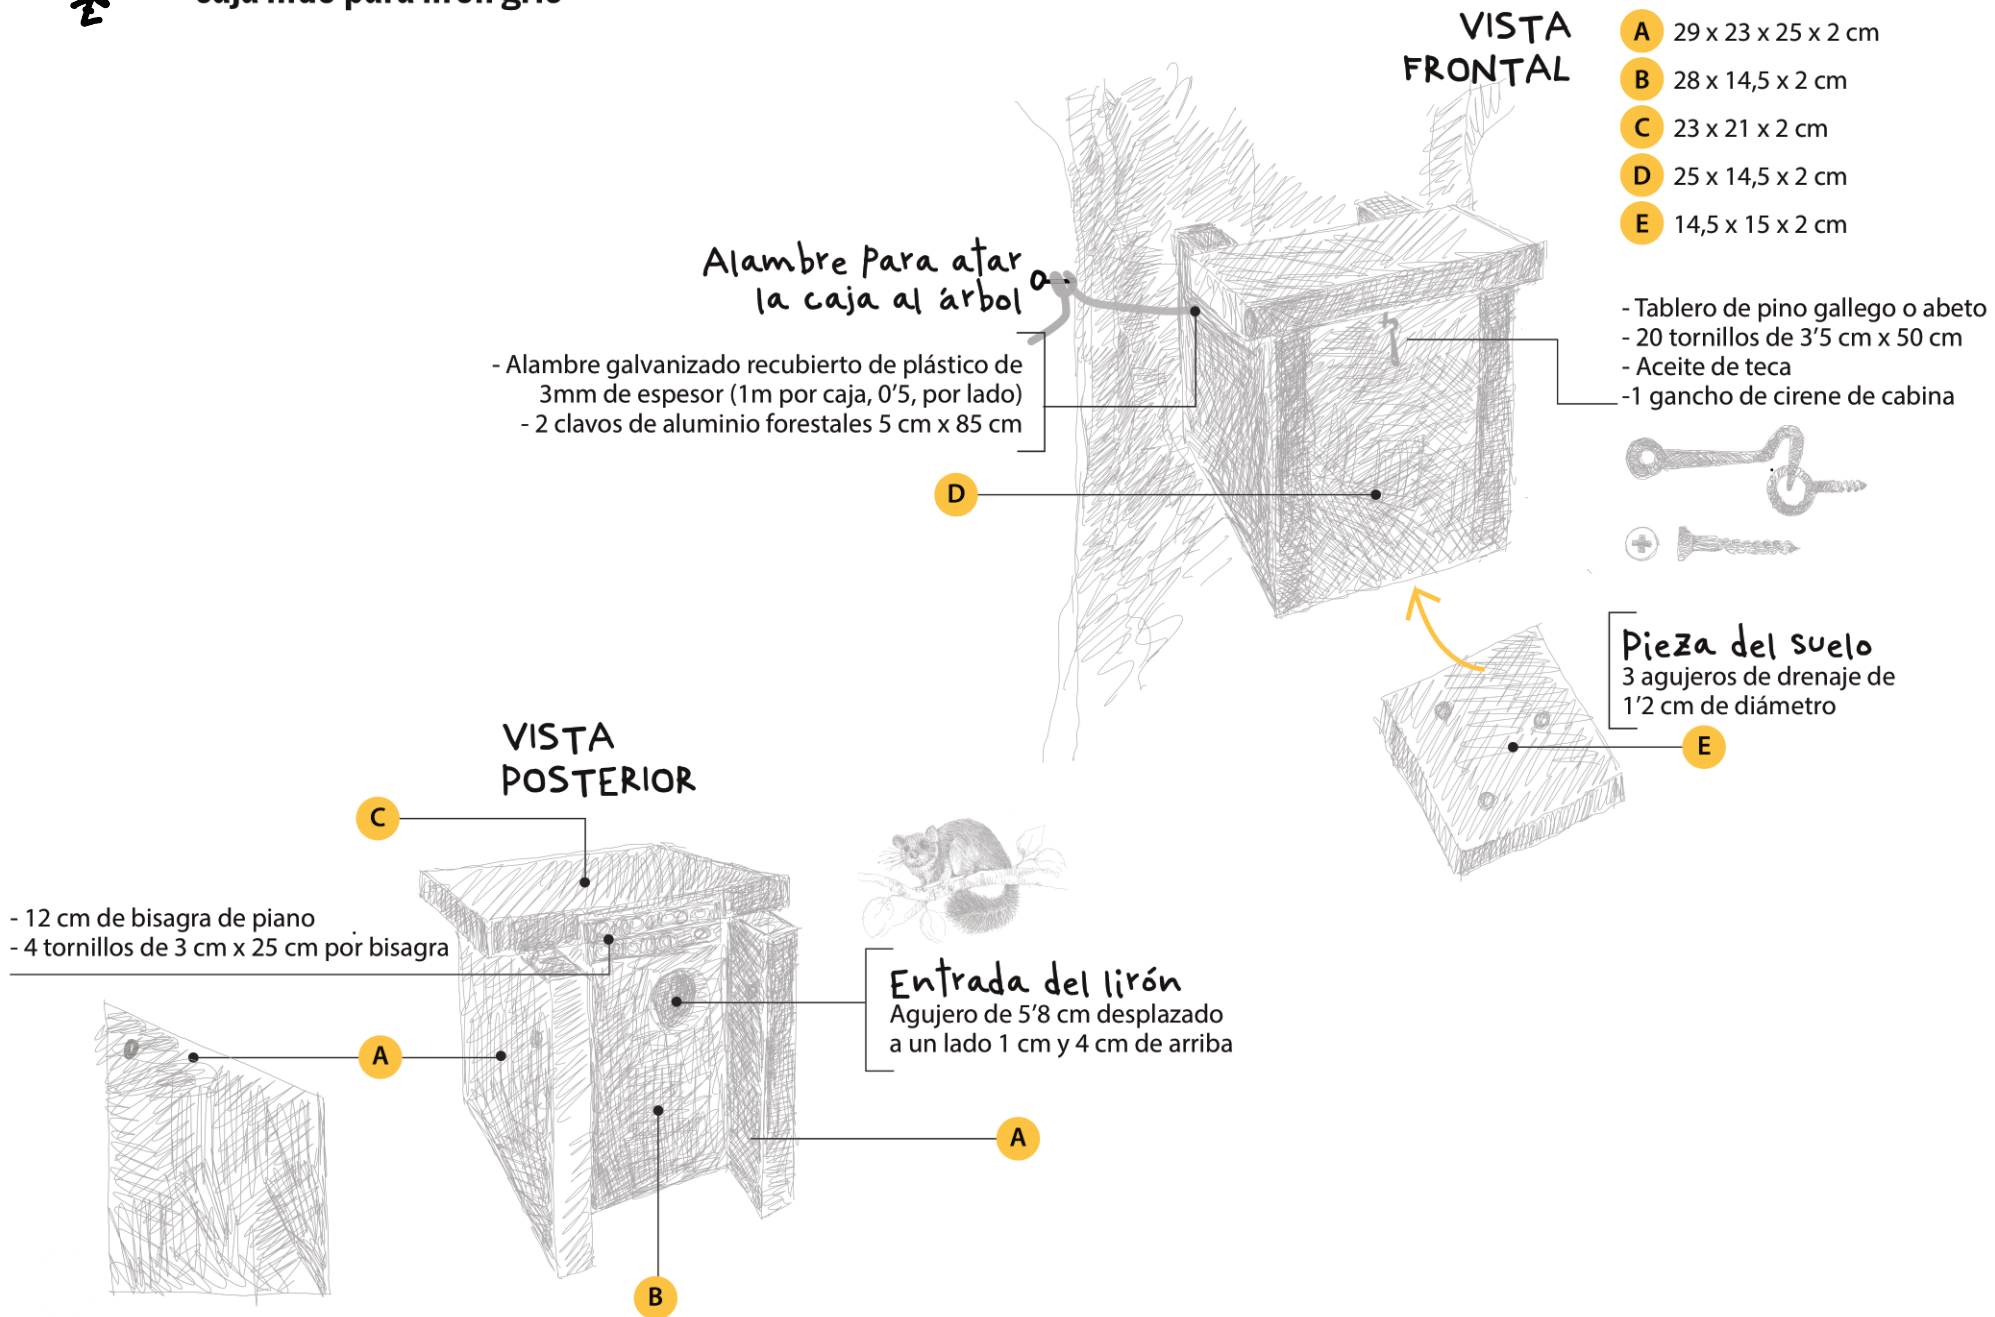 caja nido para lirón gris
VISTA
FRONTAL
A 29 x 23 x 25 x 2 cm
B 28 x 14,5 x 2 cm
C 23 x 21 x 2 cm
D 25 x 14,5 x 2 cm
E 14,5 x 15 x 2 cm
Alambre para atar
la caja al árbol
- Alambre galvanizado recubierto de plástico de
3mm de espesor (1m por caja, 0'5, por lado)
- 2 clavos de aluminio forestales 5 cm x 85 cm
- Tablero de pino gallego o abeto
- 20 tornillos de 3'5 cm x 50 cm
- Aceite de teca
-1 gancho de cirene de cabina
D
Pieza del suelo
3 agujeros de drenaje de
1'2 cm de diámetro
E
VISTA
POSTERIOR
C
- 12 cm de bisagra de piano
- 4 tornillos de 3 cm x 25 cm por bisagra
Entrada del lirón
Agujero de 5'8 cm desplazado
a un lado 1 cm y 4 cm de arriba
A
A
B